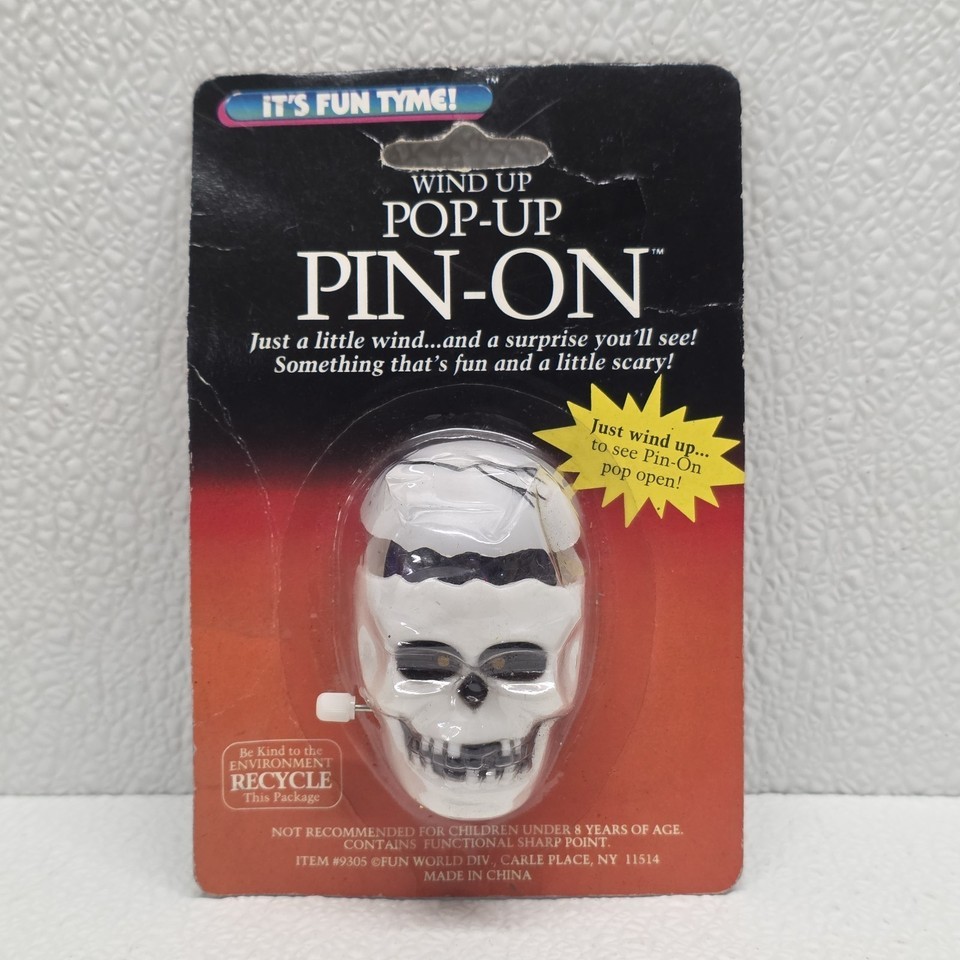 IT'S FUN TYME!™
WIND UP
POP-UP
PIN-ON™
Just a little wind...and a surprise you'll see!
Something that's fun and a little scary!
Just wind up...
to see Pin-On
pop open!
Be Kind to the
ENVIRONMENT
RECYCLE
This Package
NOT RECOMMENDED FOR CHILDREN UNDER 8 YEARS OF AGE.
CONTAINS FUNCTIONAL SHARP POINT.
ITEM #9305 ©FUN WORLD DIV., CARLE PLACE, NY 11514
MADE IN CHINA